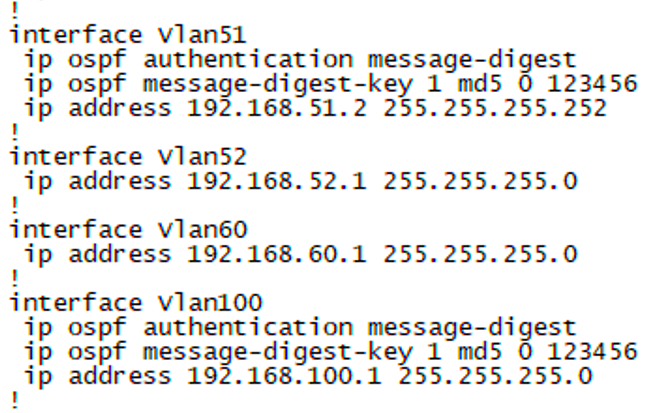 !
interface Vlan51
 ip ospf authentication message-digest
 ip ospf message-digest-key 1 md5 0 123456
 ip address 192.168.51.2 255.255.255.252
!
interface Vlan52
 ip address 192.168.52.1 255.255.255.0
!
interface Vlan60
 ip address 192.168.60.1 255.255.255.0
!
interface Vlan100
 ip ospf authentication message-digest
 ip ospf message-digest-key 1 md5 0 123456
 ip address 192.168.100.1 255.255.255.0
!